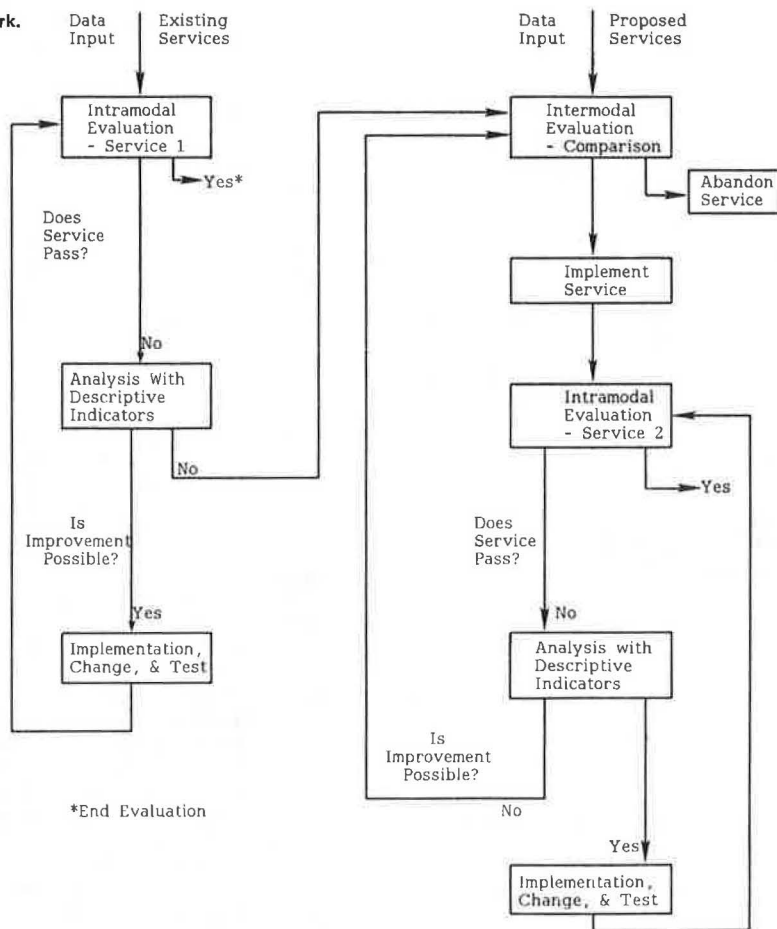 rk.
Data Input
Existing Services
Intramodal
Evaluation
- Service 1
Yes*
Does
Service
Pass?
No
Analysis With
Descriptive
Indicators
No
Is
Improvement
Possible?
Yes
Implementation,
Change, & Test
*End Evaluation
Data Input
Proposed Services
Intermodal
Evaluation
- Comparison
Abandon
Service
Implement
Service
Intramodal
Evaluation
- Service 2
Yes
Does
Service
Pass?
No
Analysis with
Descriptive
Indicators
Is
Improvement
Possible?
No
Yes
Implementation,
Change, & Test